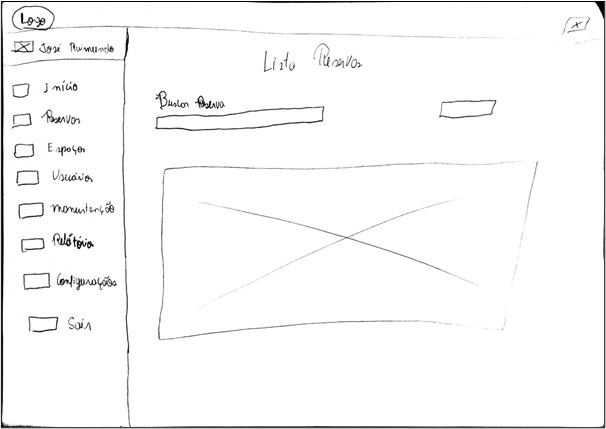 Logo
José Raimundo
Início
Reservas
Espaços
Usuários
Manutenção
Relatórios
Configurações
Sair
Lista Reservas
Buscar Reserva